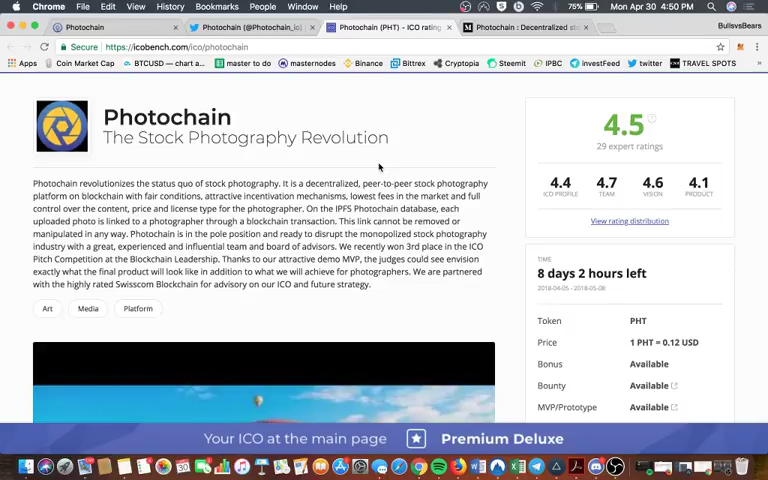 Chrome File Edit View History Bookmarks People Window Help
75% Mon Apr 30 4:50 PM
Photochain
Photochain (@Photochain_io)
Photochain (PHT) - ICO rating
Photochain : Decentralized st
BullsvsBears
Secure https://icobench.com/ico/photochain
Apps
Coin Market Cap
BTCUSD — chart a...
master to do
masternodes
Binance
Bittrex
Cryptopia
Steemit
IPBC
investFeed
twitter
TRAVEL SPOTS
Photochain
The Stock Photography Revolution
Photochain revolutionizes the status quo of stock photography. It is a decentralized, peer-to-peer stock photography
platform on blockchain with fair conditions, attractive incentivation mechanisms, lowest fees in the market and full
control over the content, price and license type for the photographer. On the IPFS Photochain database, each
uploaded photo is linked to a photographer through a blockchain transaction. This link cannot be removed or
manipulated in any way. Photochain is in the pole position and ready to disrupt the monopolized stock photography
industry with a great, experienced and influential team and board of advisors. We recently won 3rd place in the ICO
Pitch Competition at the Blockchain Leadership. Thanks to our attractive demo MVP, the judges could see envision
exactly what the final product will look like in addition to what we will achieve for photographers. We are partnered
with the highly rated Swisscom Blockchain for advisory on our ICO and future strategy.
Art
Media
Platform
4.5
29 expert ratings
4.4 4.7 4.6 4.1
ICO PROFILE TEAM VISION PRODUCT
View rating distribution
TIME
8 days 2 hours left
2018-04-05 - 2018-05-08
Token PHT
Price 1 PHT = 0.12 USD
Bonus Available
Bounty Available
MVP/Prototype Available
Your ICO at the main page Premium Deluxe